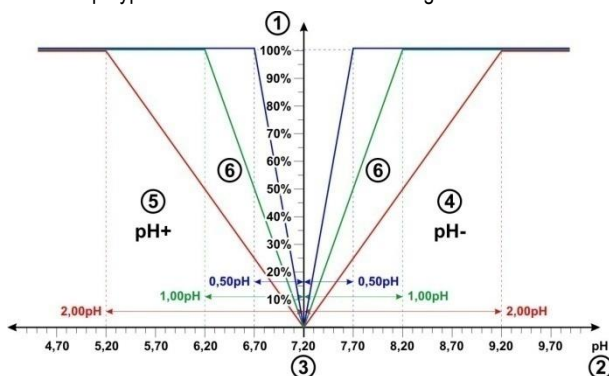 ①
100%
90%
80%
70%
⑥ 60% ⑥
⑤ 50% ④
pH+ 40% pH-
30%
20%
0,50pH 0,50pH
1,00pH 10% 1,00pH
2,00pH 2,00pH
4,70 5,20 5,70 6,20 6,70 7,20 7,70 8,20 8,70 9,20 9,70 pH
③ ②